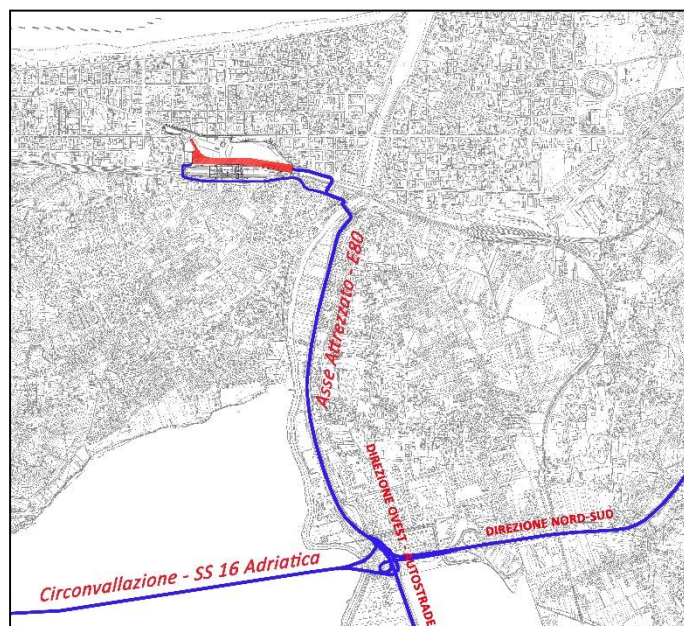 Asse Attrezzato - E80
DIREZIONE OVEST - AUTOSTRADE
DIREZIONE NORD-SUD
Circonvallazione - SS 16 Adriatica